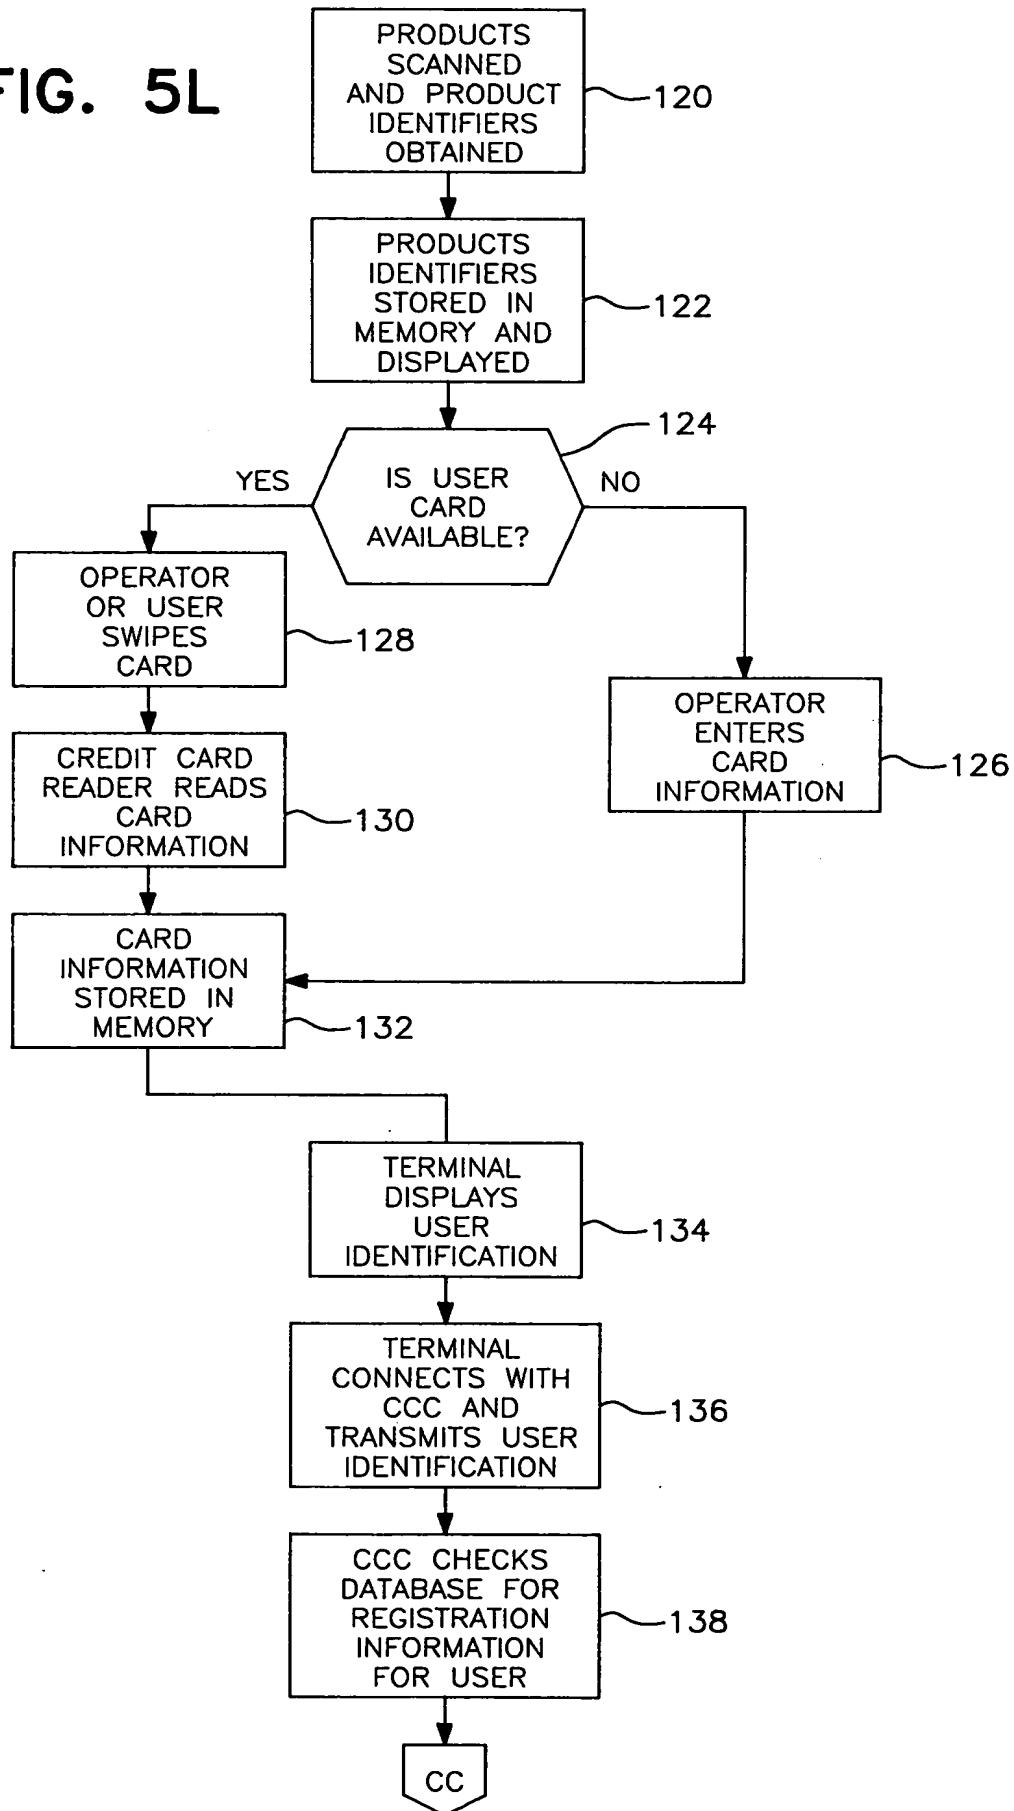 FIG. 5L
PRODUCTS
SCANNED
AND PRODUCT
IDENTIFIERS
OBTAINED
120
PRODUCTS
IDENTIFIERS
STORED IN
MEMORY AND
DISPLAYED
122
124
YES
IS USER
CARD
AVAILABLE?
NO
OPERATOR
OR USER
SWIPES
CARD
128
OPERATOR
ENTERS
CARD
INFORMATION
126
CREDIT CARD
READER READS
CARD
INFORMATION
130
CARD
INFORMATION
STORED IN
MEMORY
132
TERMINAL
DISPLAYS
USER
IDENTIFICATION
134
TERMINAL
CONNECTS WITH
CCC AND
TRANSMITS USER
IDENTIFICATION
136
CCC CHECKS
DATABASE FOR
REGISTRATION
INFORMATION
FOR USER
138
CC